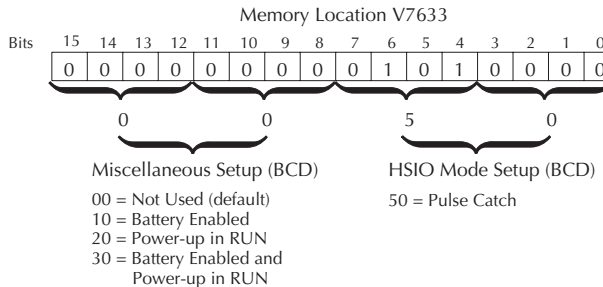 Memory Location V7633
Bits 15 14 13 12 11 10 9 8 7 6 5 4 3 2 1 0
0 0 0 0 0 0 0 0 0 1 0 1 0 0 0 0
0 0 5 0
Miscellaneous Setup (BCD) HSIO Mode Setup (BCD)
00 = Not Used (default) 50 = Pulse Catch
10 = Battery Enabled
20 = Power-up in RUN
30 = Battery Enabled and
Power-up in RUN